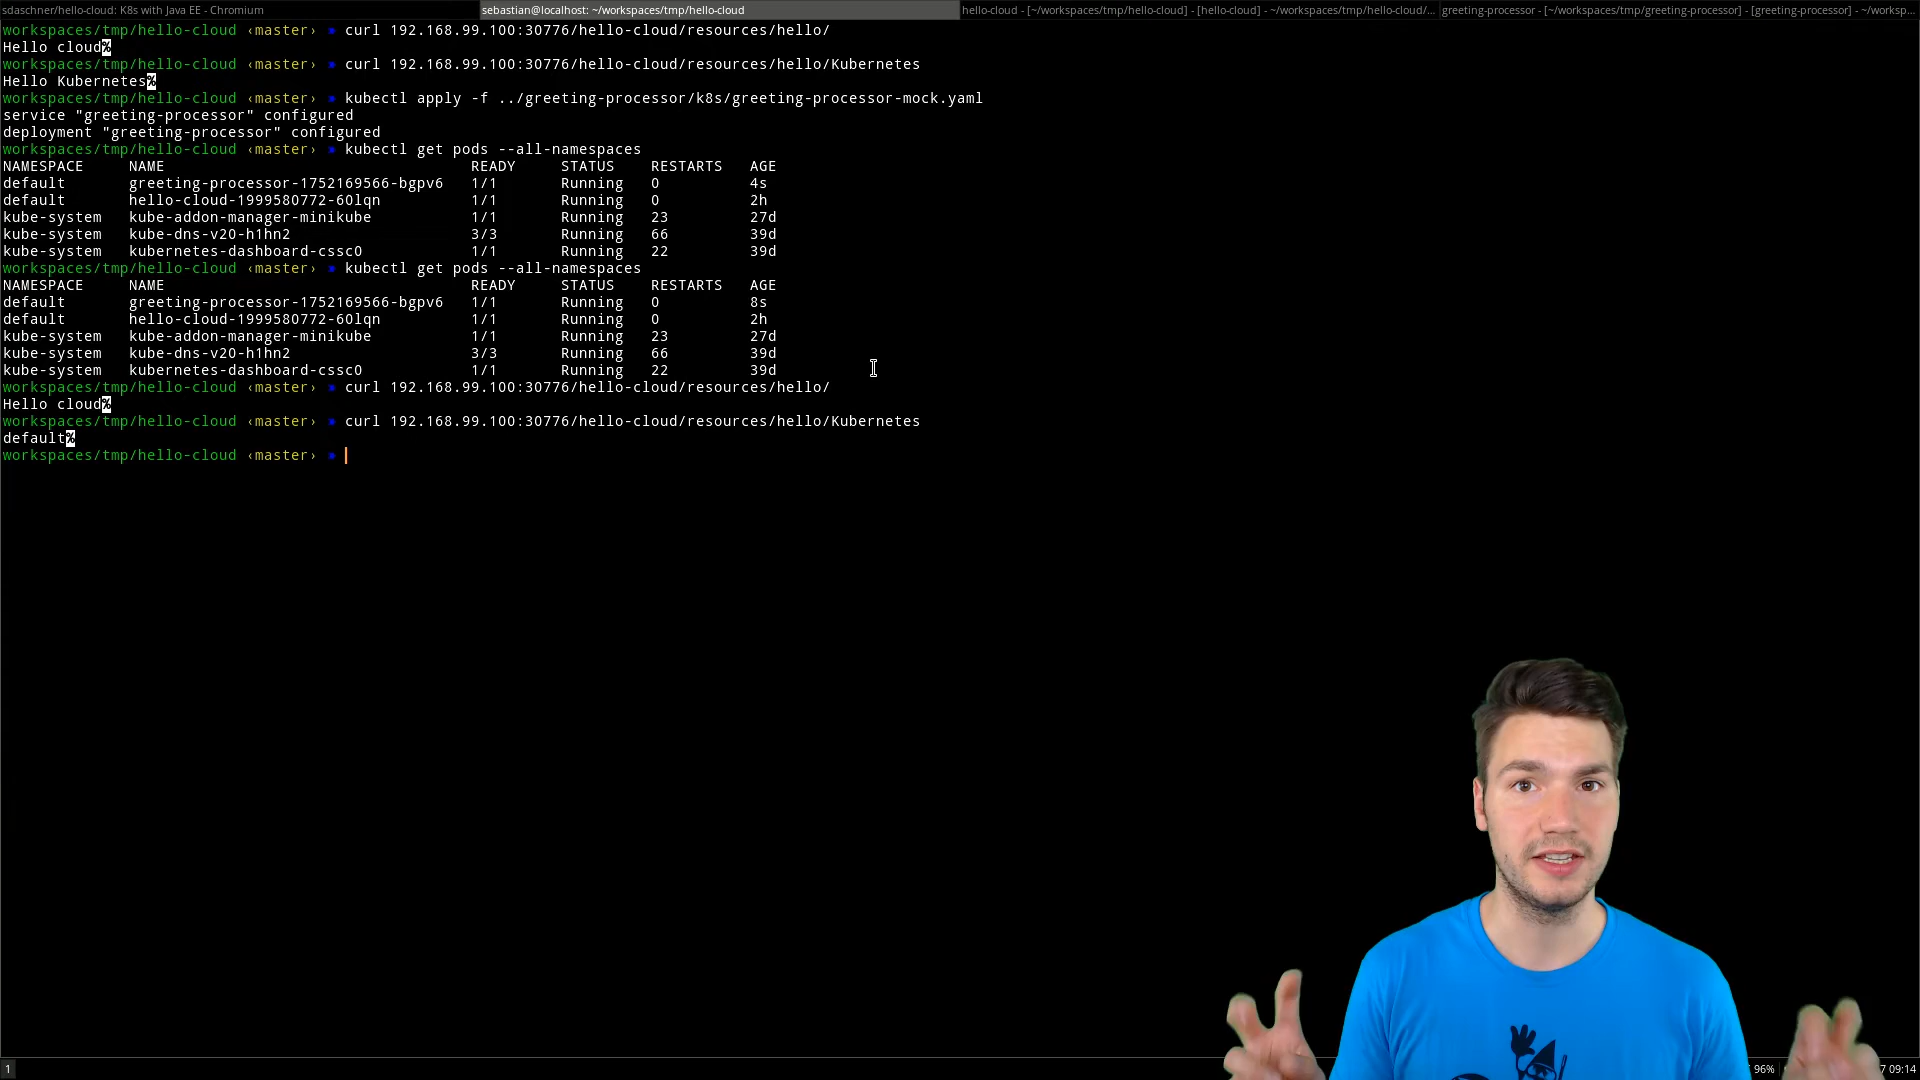 sdaschner/hello-cloud: K8s with Java EE - Chromium
sebastian@localhost: ~/workspaces/tmp/hello-cloud
hello-cloud - [~/workspaces/tmp/hello-cloud] - [hello-cloud] - ~/workspaces/tmp/hello-cloud/...
greeting-processor - [~/workspaces/tmp/greeting-processor] - [greeting-processor] - ~/worksp...
workspaces/tmp/hello-cloud ‹master› » curl 192.168.99.100:30776/hello-cloud/resources/hello/
Hello cloud%
workspaces/tmp/hello-cloud ‹master› » curl 192.168.99.100:30776/hello-cloud/resources/hello/Kubernetes
Hello Kubernetes%
workspaces/tmp/hello-cloud ‹master› » kubectl apply -f ../greeting-processor/k8s/greeting-processor-mock.yaml
service "greeting-processor" configured
deployment "greeting-processor" configured
workspaces/tmp/hello-cloud ‹master› » kubectl get pods --all-namespaces
NAMESPACE NAME READY STATUS RESTARTS AGE
default greeting-processor-1752169566-bgpv6 1/1 Running 0 4s
default hello-cloud-1999580772-60lqn 1/1 Running 0 2h
kube-system kube-addon-manager-minikube 1/1 Running 23 27d
kube-system kube-dns-v20-h1hn2 3/3 Running 66 39d
kube-system kubernetes-dashboard-cssc0 1/1 Running 22 39d
workspaces/tmp/hello-cloud ‹master› » kubectl get pods --all-namespaces
NAMESPACE NAME READY STATUS RESTARTS AGE
default greeting-processor-1752169566-bgpv6 1/1 Running 0 8s
default hello-cloud-1999580772-60lqn 1/1 Running 0 2h
kube-system kube-addon-manager-minikube 1/1 Running 23 27d
kube-system kube-dns-v20-h1hn2 3/3 Running 66 39d
kube-system kubernetes-dashboard-cssc0 1/1 Running 22 39d
workspaces/tmp/hello-cloud ‹master› » curl 192.168.99.100:30776/hello-cloud/resources/hello/
Hello cloud%
workspaces/tmp/hello-cloud ‹master› » curl 192.168.99.100:30776/hello-cloud/resources/hello/Kubernetes
default%
workspaces/tmp/hello-cloud ‹master› »
1
96%
7 09:14